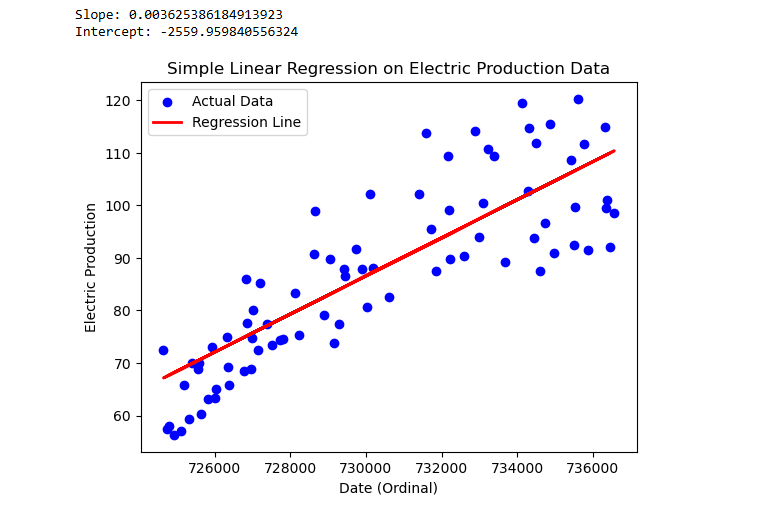 Slope: 0.003625386184913923
Intercept: -2559.959840556324
Simple Linear Regression on Electric Production Data
Actual Data
Regression Line
Electric Production
120
110
100
90
80
70
60
726000 728000 730000 732000 734000 736000
Date (Ordinal)